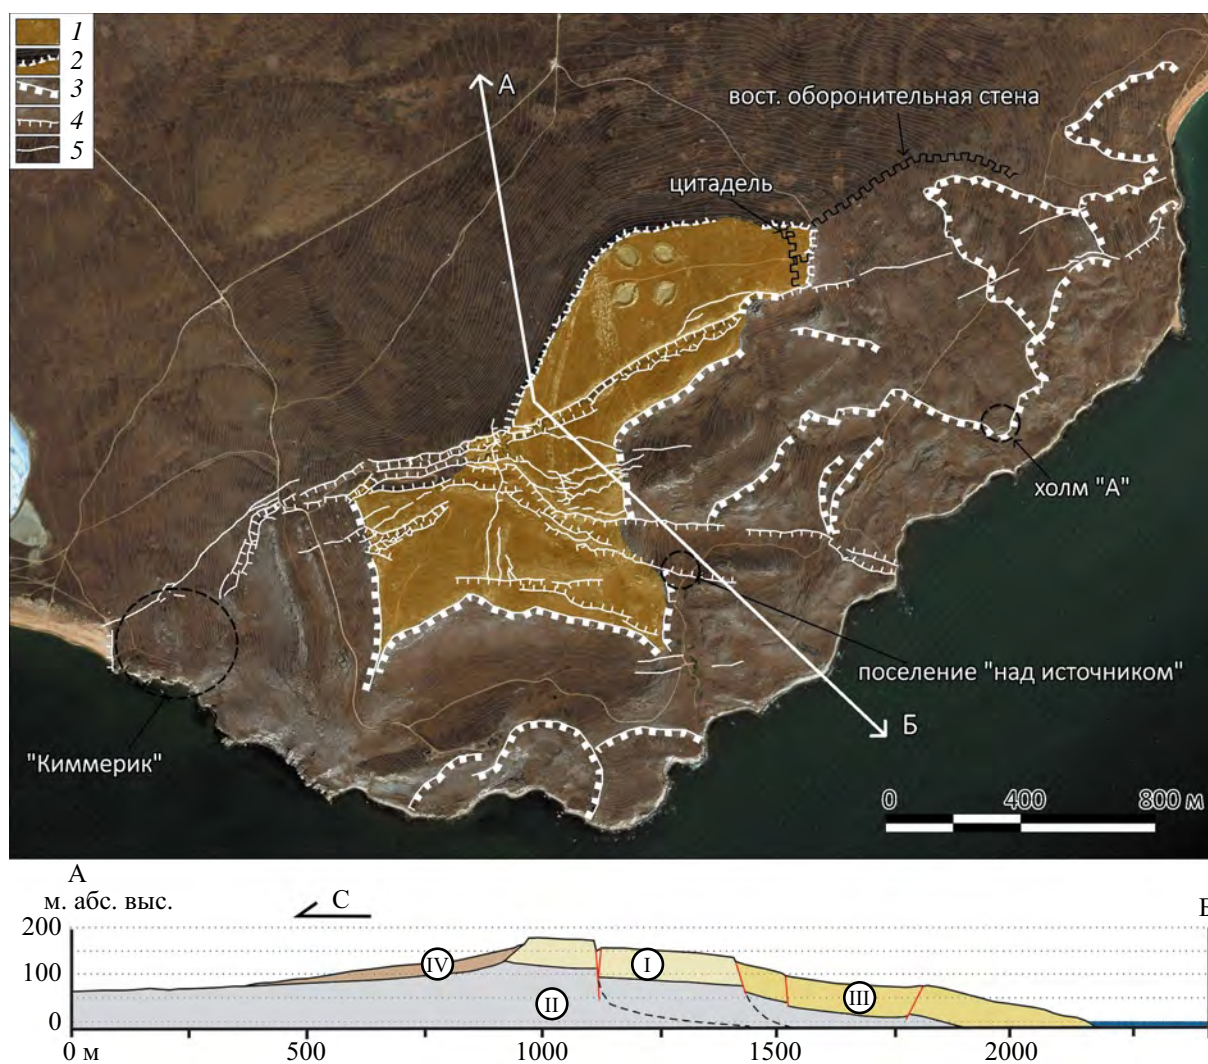 1
2
3
4
5
А
вост. оборонительная стена
цитадель
холм "А"
поселение "над источником"
Б
"Киммерик"
0 400 800 м
А
м. абс. выс.
С
200
100
0
IV
I
II
III
0 м 500 1000 1500 2000